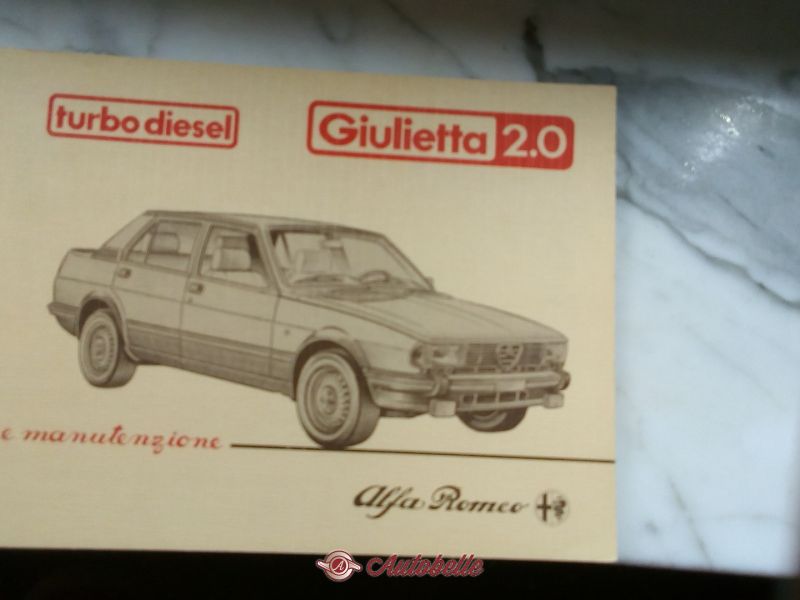 turbo diesel
Giulietta 2.0
e manutenzione
Alfa Romeo
Autobelle